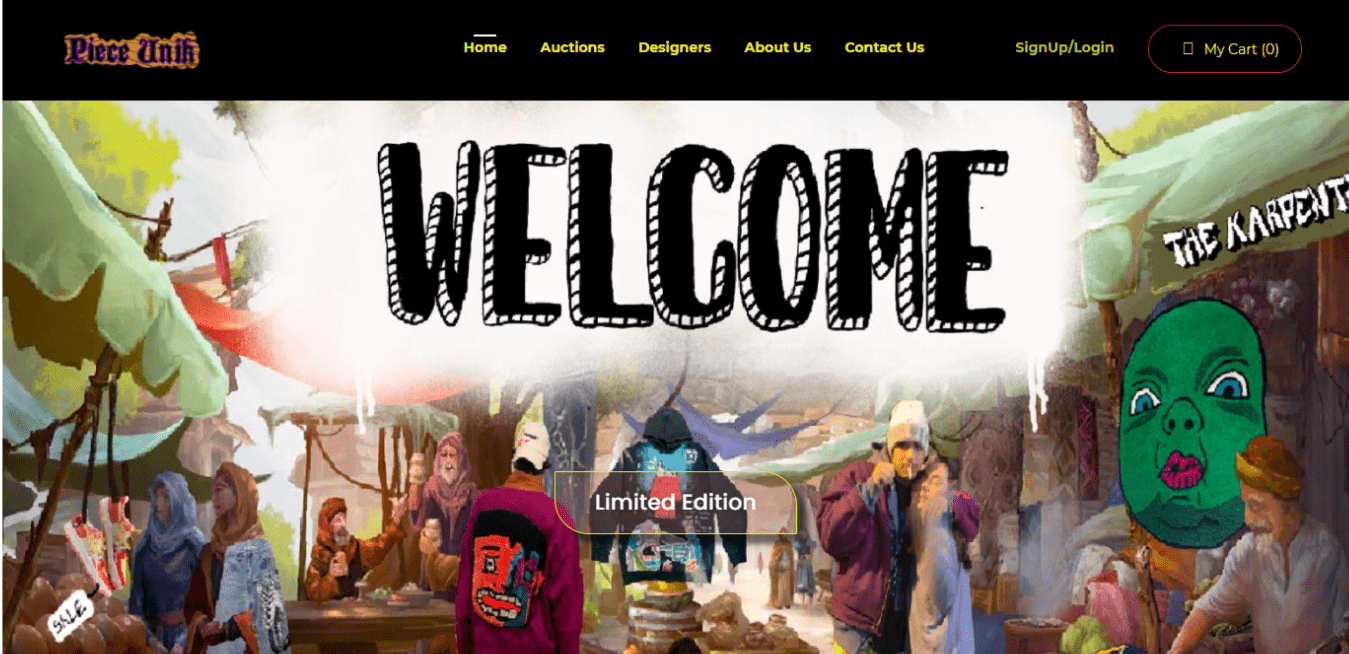 Piece Unik
Home Auctions Designers About Us Contact Us SignUp/Login My Cart (0)
WELCOME
THE KARPENT
Limited Edition
SALE